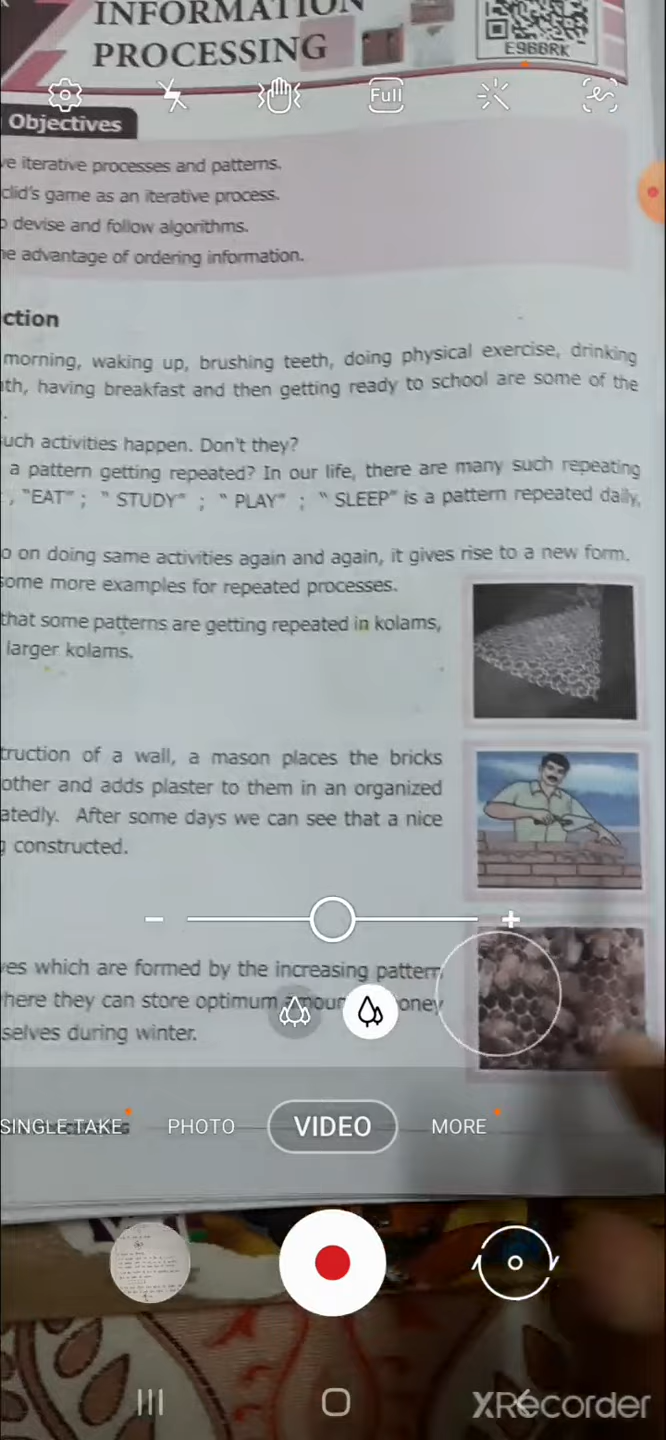 INFORMATION
PROCESSING
E9B8RK
Full
Objectives
ve iterative processes and patterns.
clid's game as an iterative process.
o devise and follow algorithms.
ne advantage of ordering information.
ction
morning, waking up, brushing teeth, doing physical exercise, drinking
ath, having breakfast and then getting ready to school are some of the
.
such activities happen. Don't they?
a pattern getting repeated? In our life, there are many such repeating
, "EAT" ; " STUDY" ; " PLAY" ; " SLEEP" is a pattern repeated daily,
o on doing same activities again and again, it gives rise to a new form.
some more examples for repeated processes.
that some patterns are getting repeated in kolams,
larger kolams.
truction of a wall, a mason places the bricks
other and adds plaster to them in an organized
atedly. After some days we can see that a nice
g constructed.
ves which are formed by the increasing pattern
here they can store optimum amount honey
selves during winter.
SINGLE TAKE
PHOTO
VIDEO
MORE
XRecorder